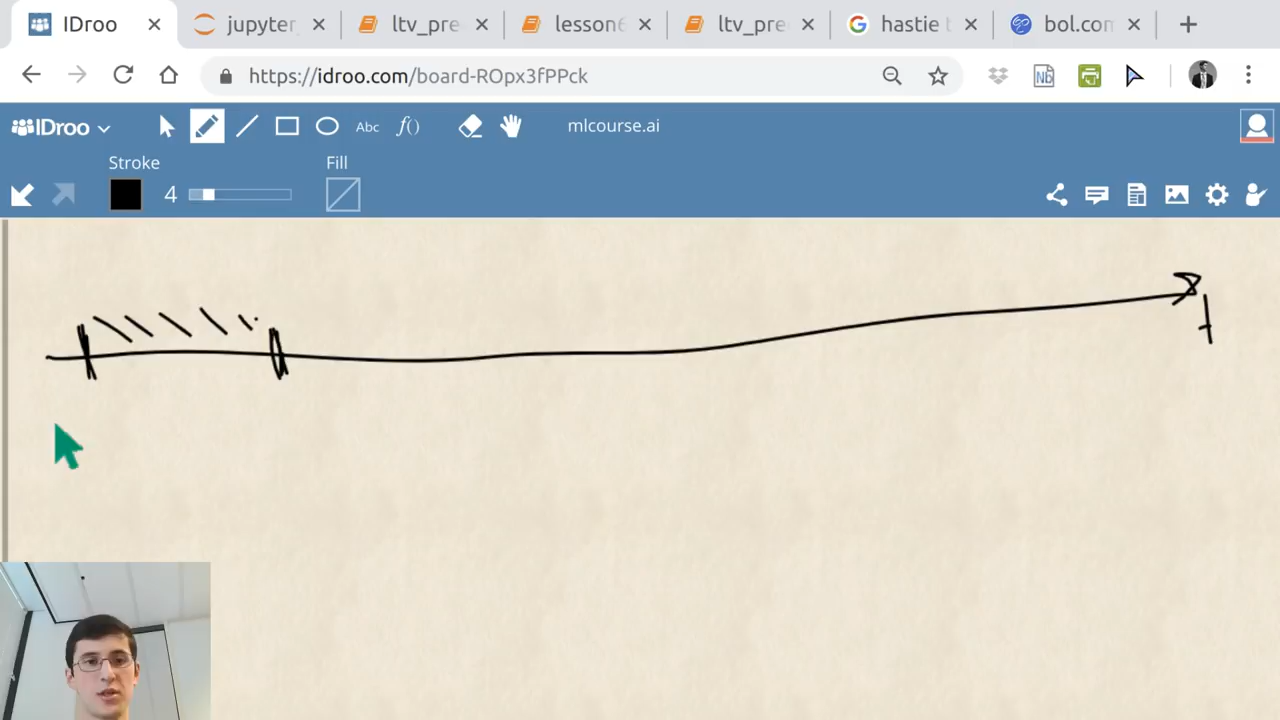 IDroo
jupyter_
ltv_pre
lesson6
ltv_pre
hastie t
bol.com
https://idroo.com/board-ROpx3fPPck
IDroo
Abc
f()
mlcourse.ai
Stroke
Fill
4
t